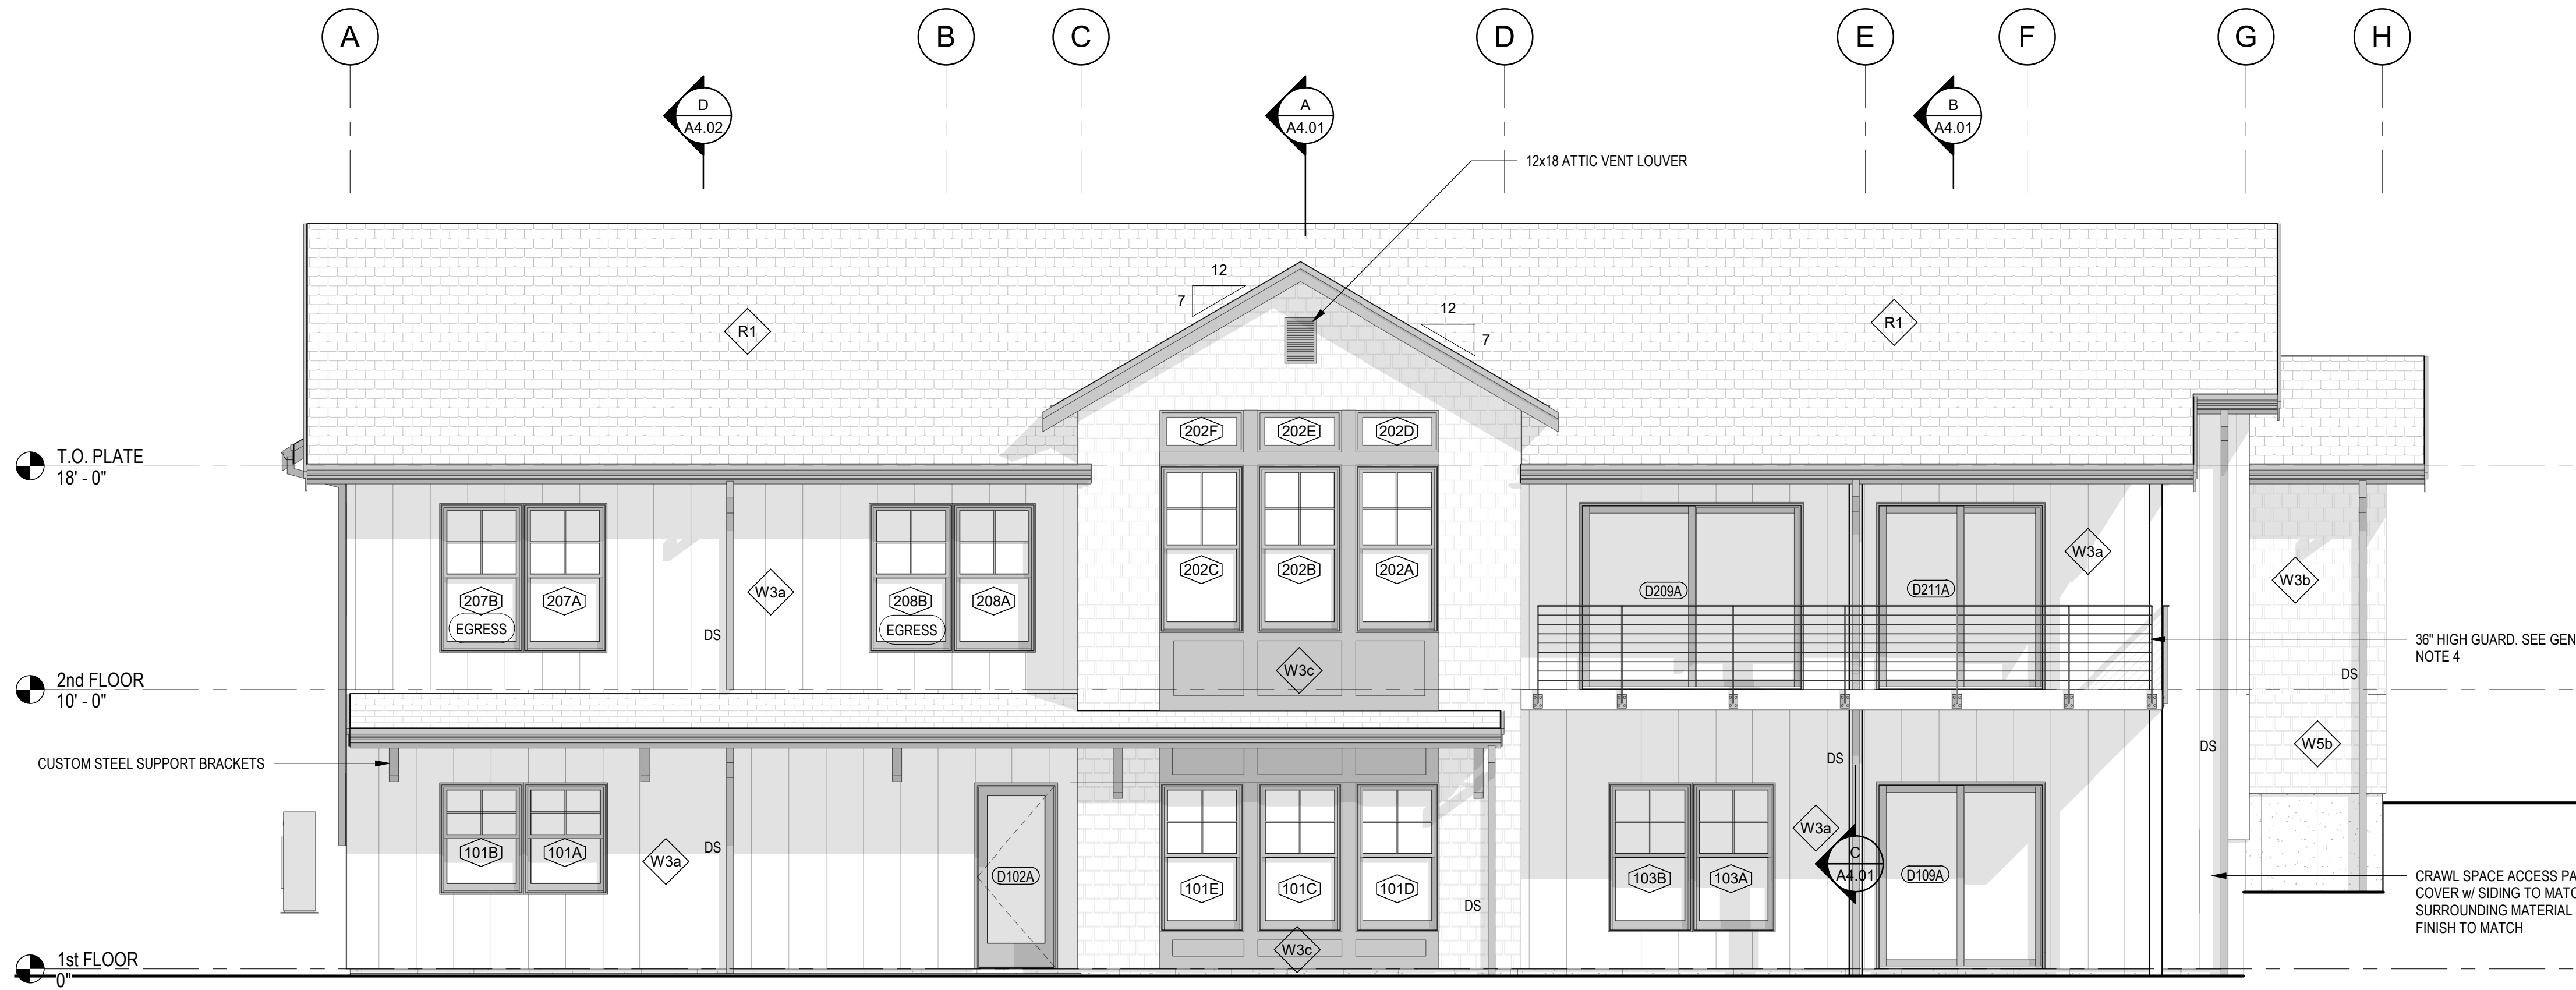 A B C D E F G H
D
A4.02
A
A4.01
B
A4.01
12x18 ATTIC VENT LOUVER
12
7
12
7
R1
R1
202F 202E 202D
T.O. PLATE
18' - 0"
202C 202B 202A
W3a
W3b
207B 207A
EGRESS
W3a
208B 208A
EGRESS
D209A
D211A
DS
36" HIGH GUARD. SEE GEN
NOTE 4
W3c
DS
2nd FLOOR
10' - 0"
W5b
DS
DS
CUSTOM STEEL SUPPORT BRACKETS
W3a
101B 101A
W3a
DS
D102A
101E 101C 101D
DS
103B 103A
C
A4.01
D109A
CRAWL SPACE ACCESS PA
COVER w/ SIDING TO MATC
SURROUNDING MATERIAL
FINISH TO MATCH
W3c
1st FLOOR
0"